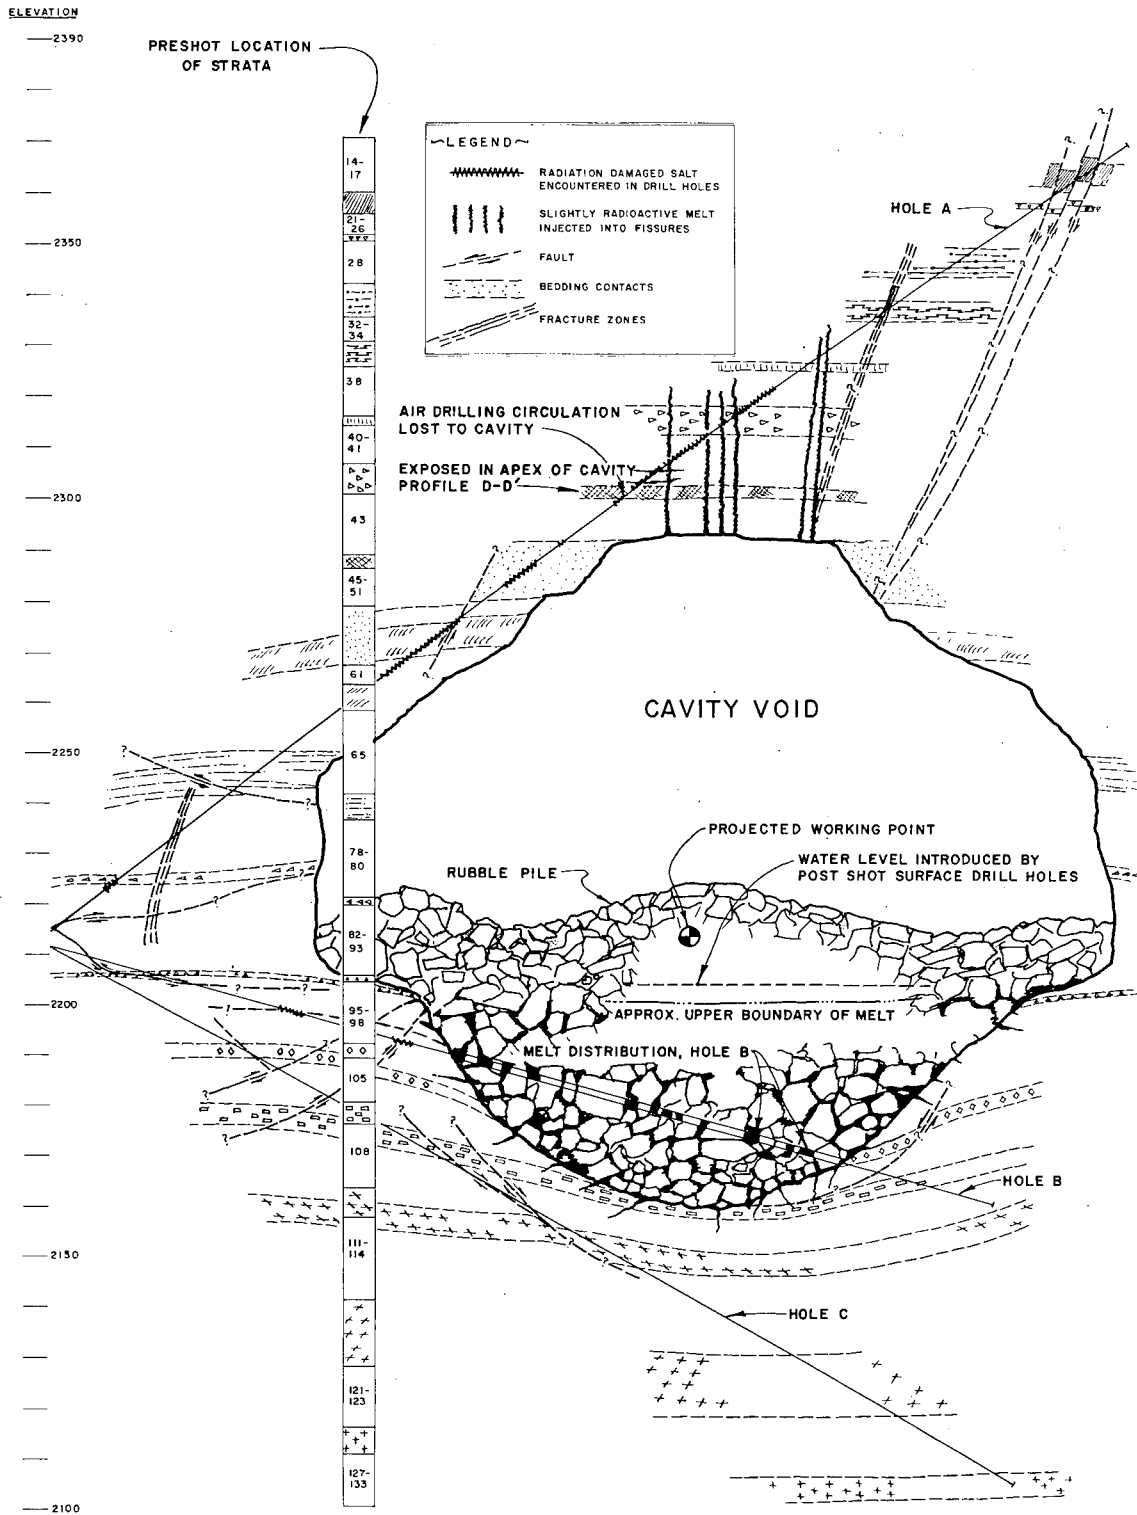 ELEVATION
2390
PRESHOT LOCATION
OF STRATA
~LEGEND~
RADIATION DAMAGED SALT
ENCOUNTERED IN DRILL HOLES
SLIGHTLY RADIOACTIVE MELT
INJECTED INTO FISSURES
FAULT
BEDDING CONTACTS
FRACTURE ZONES
14-
17
21-
26
28
32-
34
38
40-
41
43
45-
51
61
65
78-
80
82-
93
95-
98
105
108
111-
114
121-
123
127-
133
HOLE A
2350
AIR DRILLING CIRCULATION
LOST TO CAVITY
EXPOSED IN APEX OF CAVITY
PROFILE D-D'
2300
CAVITY VOID
2250
PROJECTED WORKING POINT
WATER LEVEL INTRODUCED BY
POST SHOT SURFACE DRILL HOLES
RUBBLE PILE
2200
APPROX. UPPER BOUNDARY OF MELT
MELT DISTRIBUTION, HOLE B
HOLE B
2150
HOLE C
2100